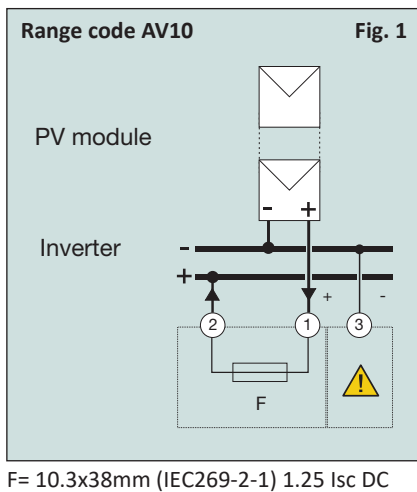 Range code AV10 Fig. 1
PV module
- +
Inverter
-
+
+ -
2 1 3
F
F= 10.3x38mm (IEC269-2-1) 1.25 Isc DC